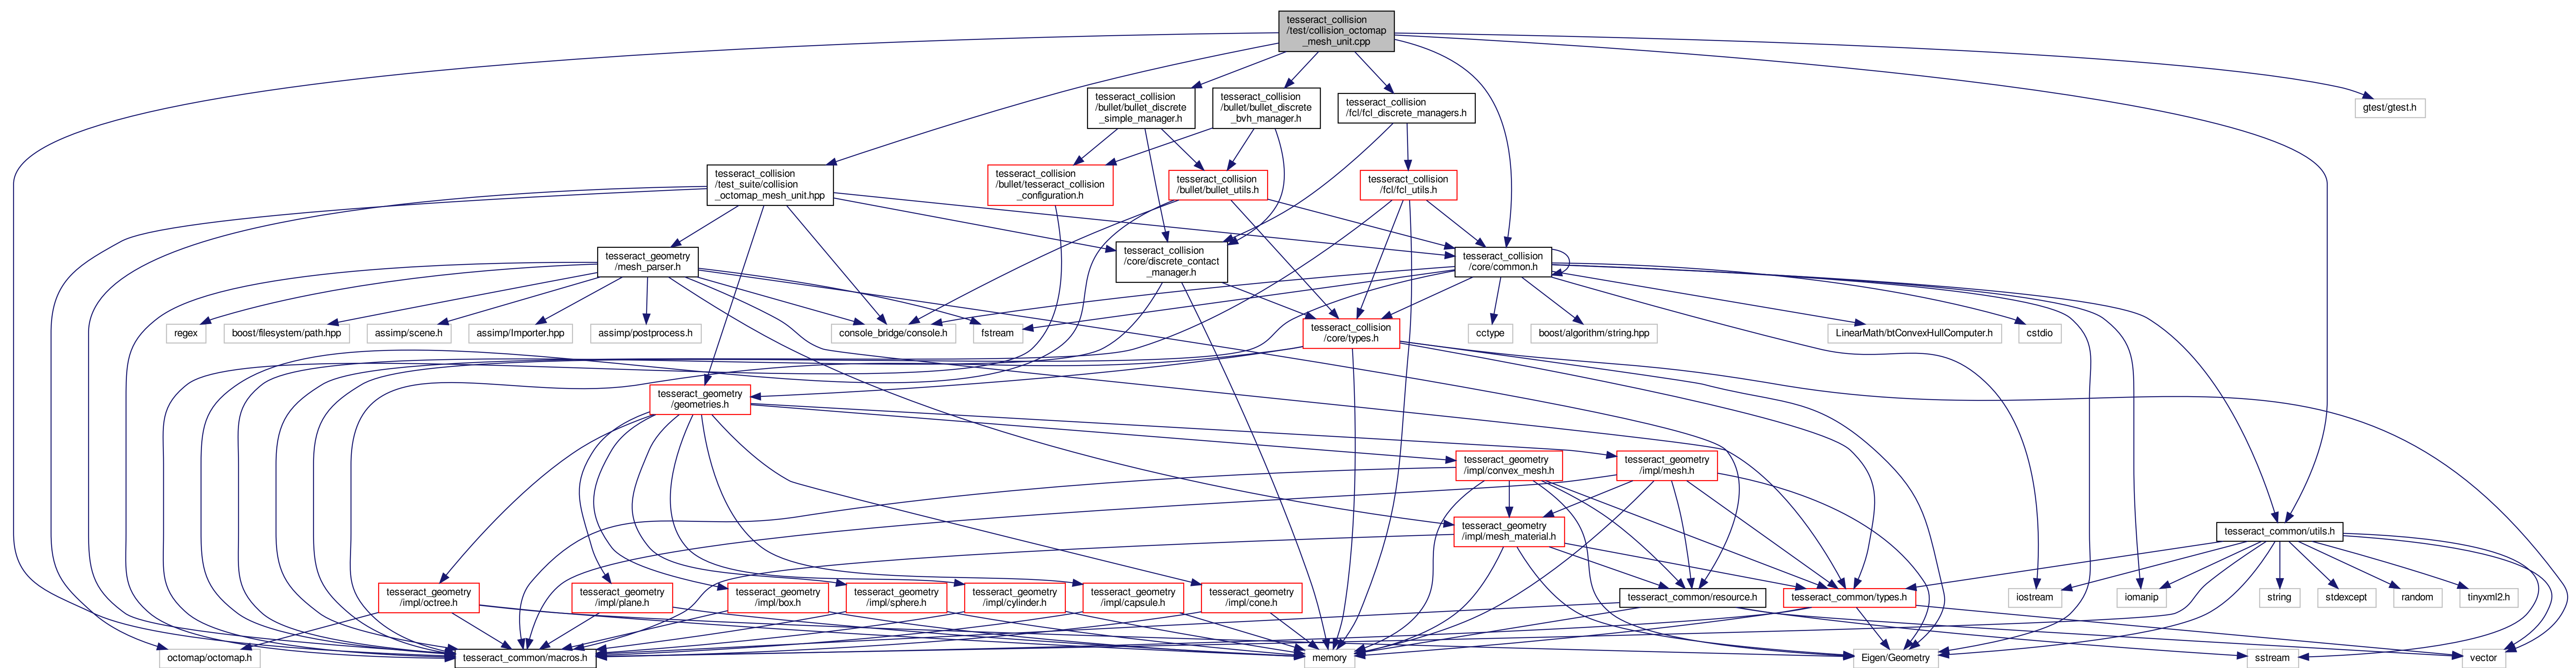 tesseract_collision
/test/collision_octomap
_mesh_unit.cpp
tesseract_collision
/bullet/bullet_discrete
_simple_manager.h
tesseract_collision
/bullet/bullet_discrete
_bvh_manager.h
tesseract_collision
/fcl/fcl_discrete_managers.h
gtest/gtest.h
tesseract_collision
/test_suite/collision
_octomap_mesh_unit.hpp
tesseract_collision
/bullet/tesseract_collision
_configuration.h
tesseract_collision
/bullet/bullet_utils.h
tesseract_collision
/fcl/fcl_utils.h
tesseract_geometry
/mesh_parser.h
tesseract_collision
/core/discrete_contact
_manager.h
tesseract_collision
/core/common.h
regex
boost/filesystem/path.hpp
assimp/scene.h
assimp/Importer.hpp
assimp/postprocess.h
console_bridge/console.h
fstream
tesseract_collision
/core/types.h
cctype
boost/algorithm/string.hpp
LinearMath/btConvexHullComputer.h
cstdio
tesseract_geometry
/geometries.h
tesseract_geometry
/impl/convex_mesh.h
tesseract_geometry
/impl/mesh.h
tesseract_geometry
/impl/mesh_material.h
tesseract_common/utils.h
tesseract_geometry
/impl/octree.h
tesseract_geometry
/impl/plane.h
tesseract_geometry
/impl/box.h
tesseract_geometry
/impl/sphere.h
tesseract_geometry
/impl/cylinder.h
tesseract_geometry
/impl/capsule.h
tesseract_geometry
/impl/cone.h
tesseract_common/resource.h
tesseract_common/types.h
iostream
iomanip
string
stdexcept
random
tinyxml2.h
octomap/octomap.h
tesseract_common/macros.h
memory
Eigen/Geometry
sstream
vector